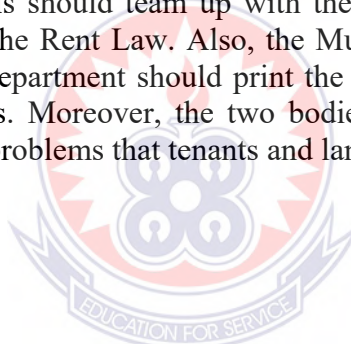 is should team up with the
he Rent Law. Also, the Mu
epartment should print the
s. Moreover, the two bodie
roblems that tenants and lan
EDUCATION FOR SERVICE